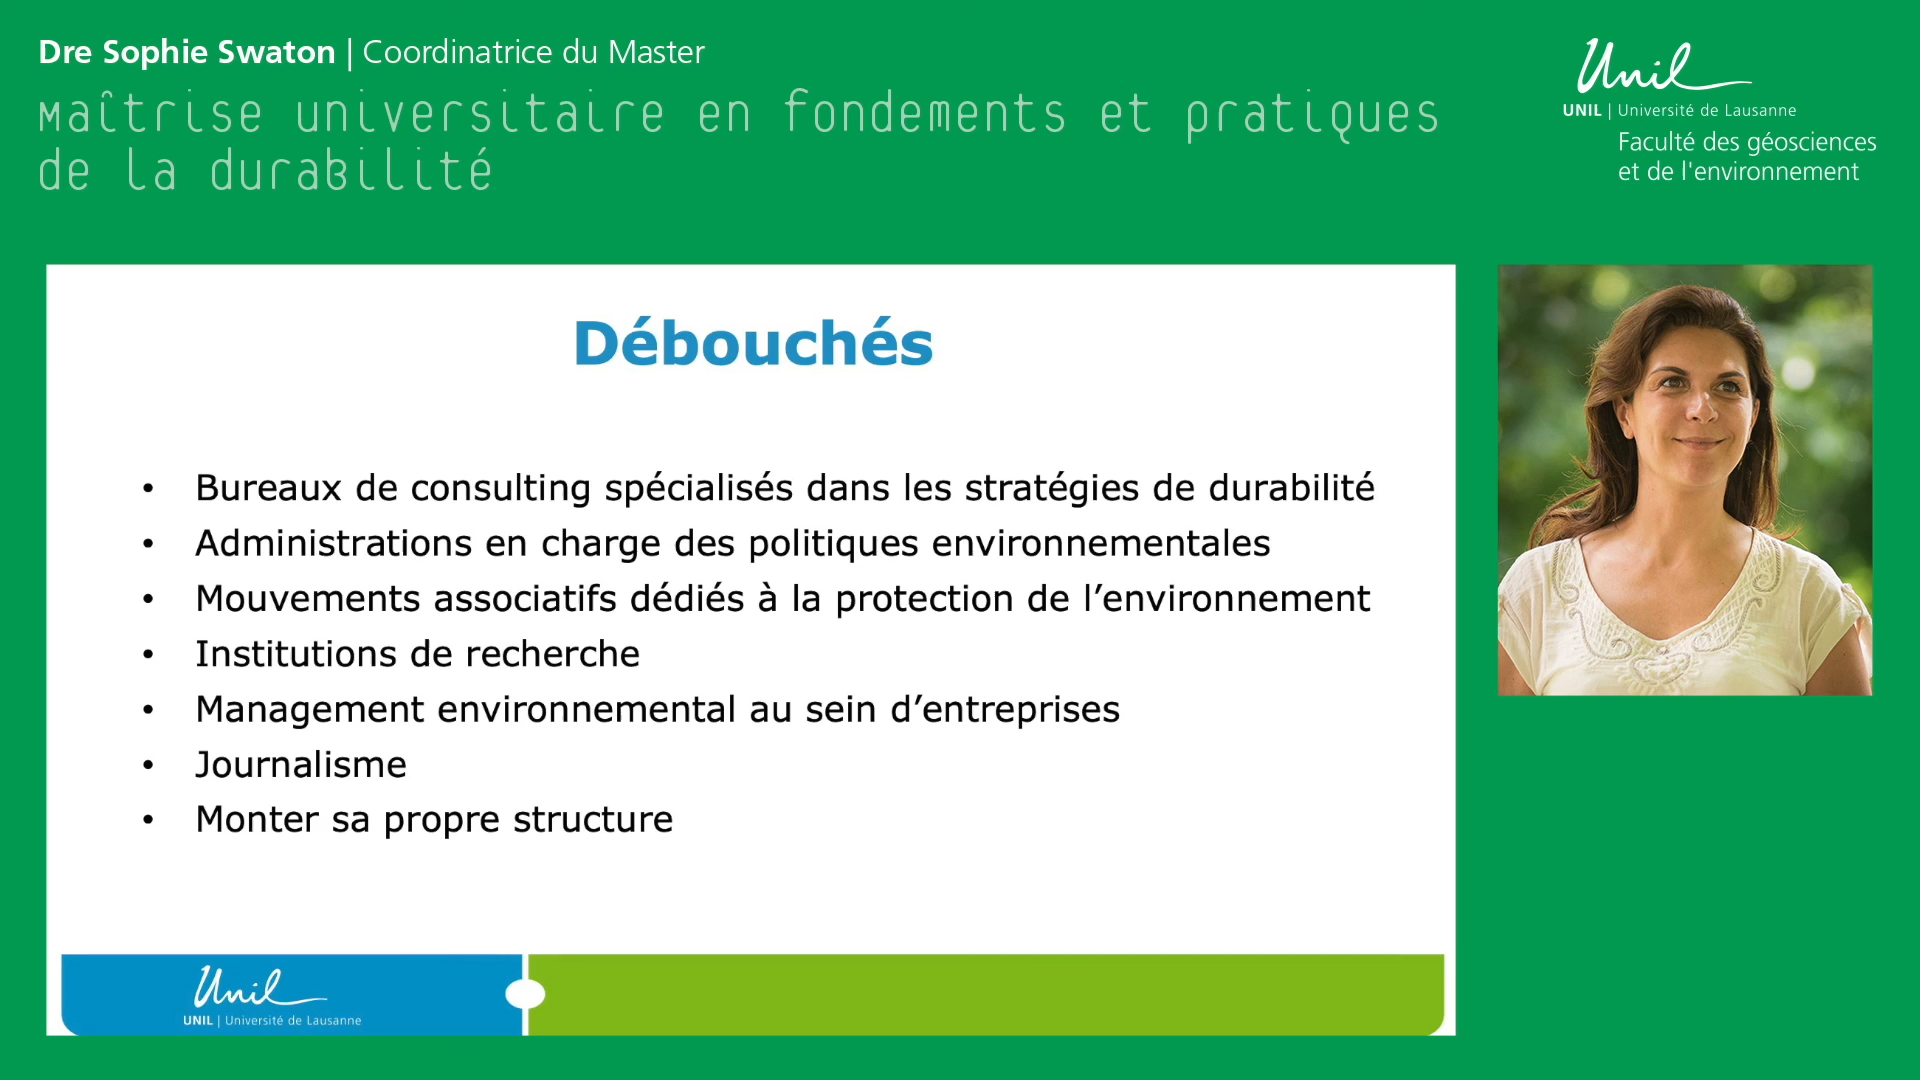 Dre Sophie Swaton | Coordinatrice du Master
Maîtrise universitaire en fondements et pratiques
de la durabilité
Unil
UNIL | Université de Lausanne
Faculté des géosciences
et de l'environnement
Débouchés
• Bureaux de consulting spécialisés dans les stratégies de durabilité
• Administrations en charge des politiques environnementales
• Mouvements associatifs dédiés à la protection de l’environnement
• Institutions de recherche
• Management environnemental au sein d’entreprises
• Journalisme
• Monter sa propre structure
Unil
UNIL | Université de Lausanne